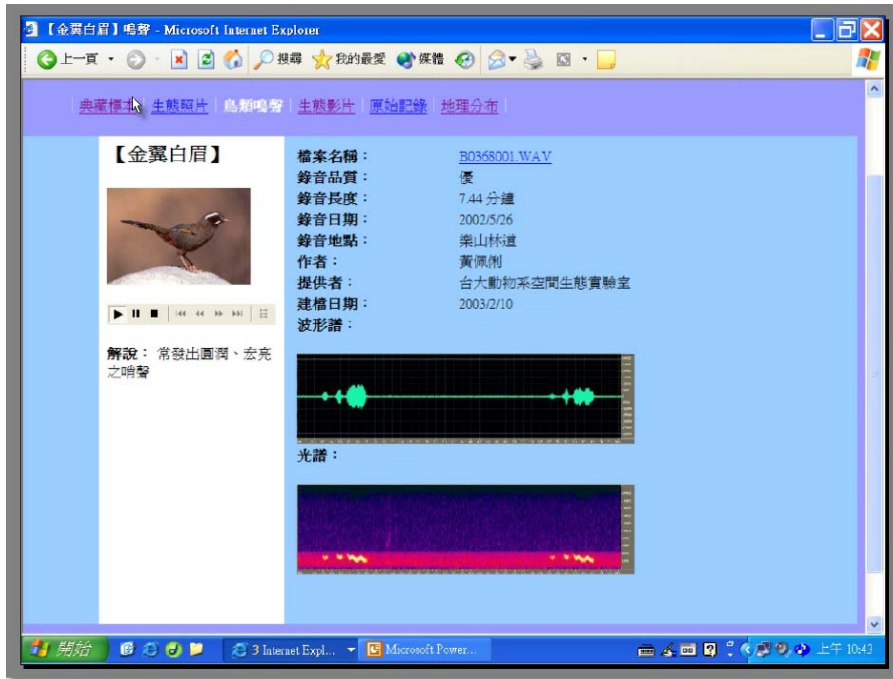 【金翼白眉】鳴聲 - Microsoft Internet Explorer
上一頁 搜尋 我的最愛 媒體
典藏標本 | 生態照片 | 鳥類鳴聲 | 生態影片 | 原始記錄 | 地理分布 |
【金翼白眉】
解說： 常發出圓潤、宏亮
之哨聲
檔案名稱： B0368001.WAV
錄音品質： 優
錄音長度： 7.44 分鐘
錄音日期： 2002/5/26
錄音地點： 樂山林道
作者： 黃佩俐
提供者： 台大動物系空間生態實驗室
建檔日期： 2003/2/10
波形譜：
光譜：
開始 3 Internet Expl... Microsoft Power... 上午 10:43